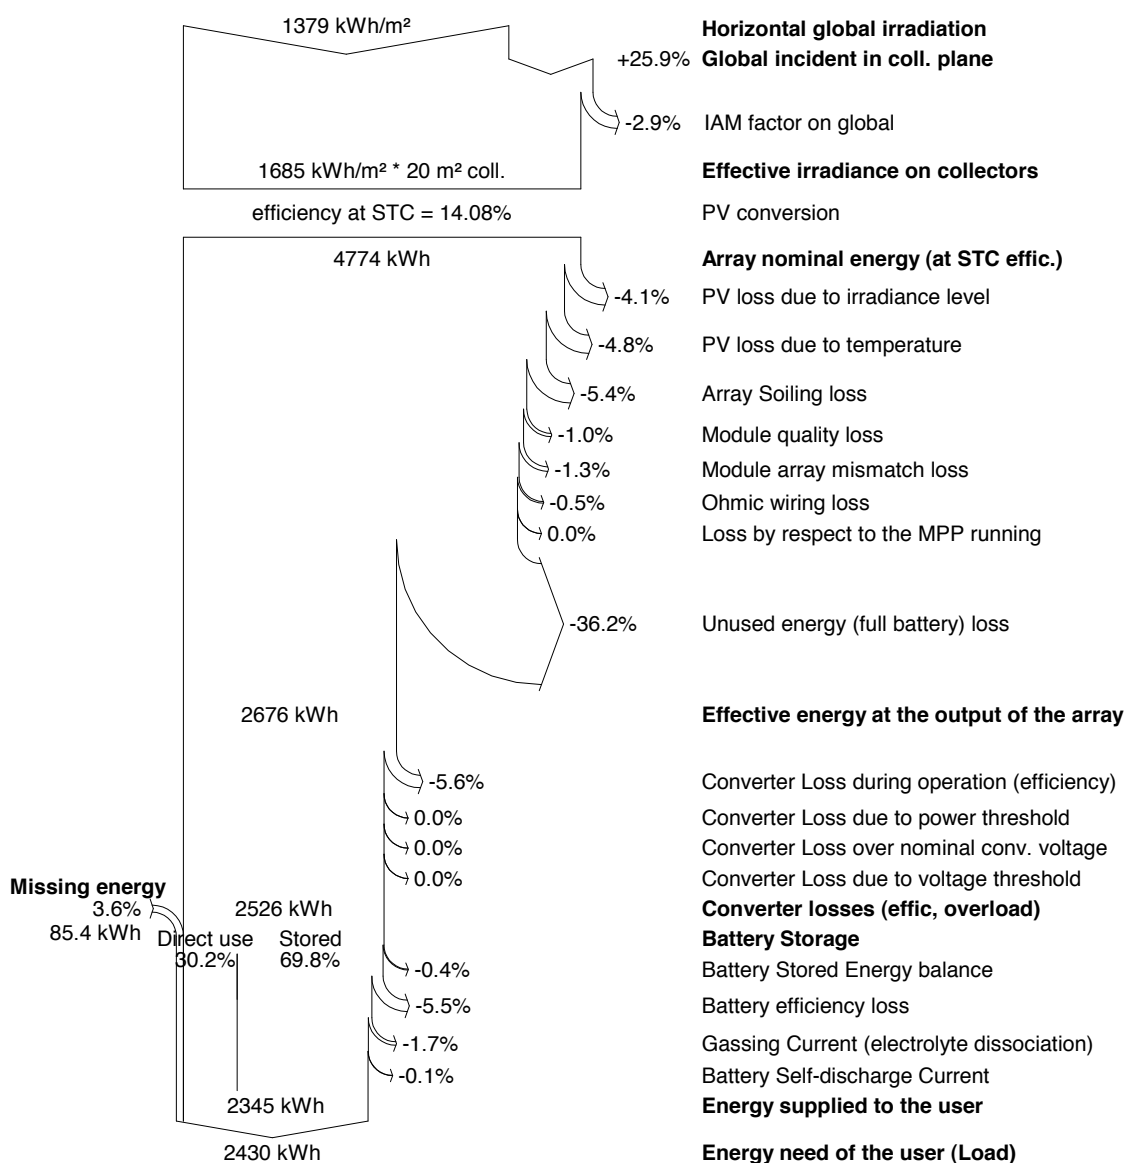 1379 kWh/m² Horizontal global irradiation
+25.9% Global incident in coll. plane
-2.9% IAM factor on global
1685 kWh/m² * 20 m² coll. Effective irradiance on collectors
efficiency at STC = 14.08% PV conversion
4774 kWh Array nominal energy (at STC effic.)
-4.1% PV loss due to irradiance level
-4.8% PV loss due to temperature
-5.4% Array Soiling loss
-1.0% Module quality loss
-1.3% Module array mismatch loss
-0.5% Ohmic wiring loss
0.0% Loss by respect to the MPP running
-36.2% Unused energy (full battery) loss
2676 kWh Effective energy at the output of the array
-5.6% Converter Loss during operation (efficiency)
0.0% Converter Loss due to power threshold
0.0% Converter Loss over nominal conv. voltage
0.0% Converter Loss due to voltage threshold
Missing energy
3.6% 2526 kWh Converter losses (effic, overload)
85.4 kWh Direct use Stored Battery Storage
30.2% 69.8%
-0.4% Battery Stored Energy balance
-5.5% Battery efficiency loss
-1.7% Gassing Current (electrolyte dissociation)
-0.1% Battery Self-discharge Current
2345 kWh Energy supplied to the user
2430 kWh Energy need of the user (Load)